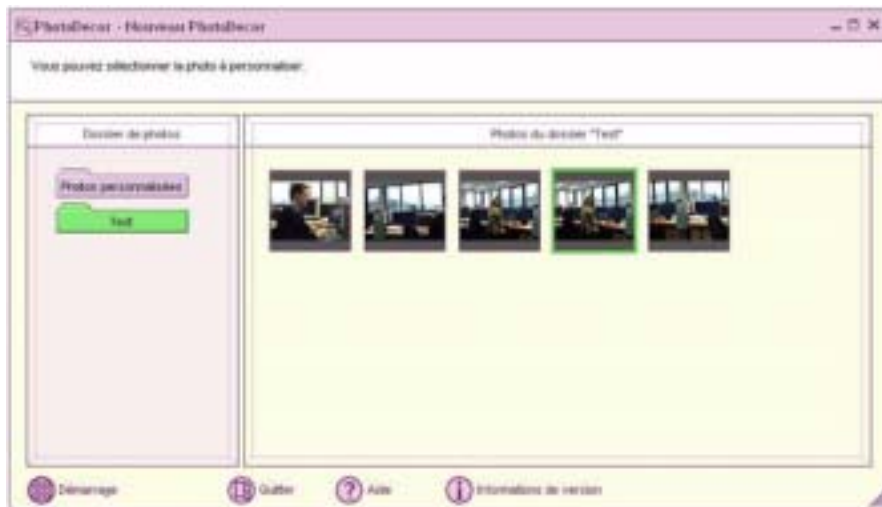 PhotoDecor - Nouveau PhotoDecor
Vous pouvez sélectionner la photo à personnaliser.
Dossier de photos
Photos du dossier "Test"
Photos personnalisées
Test
Démarrage
Quitter
? Aide
i Informations de version